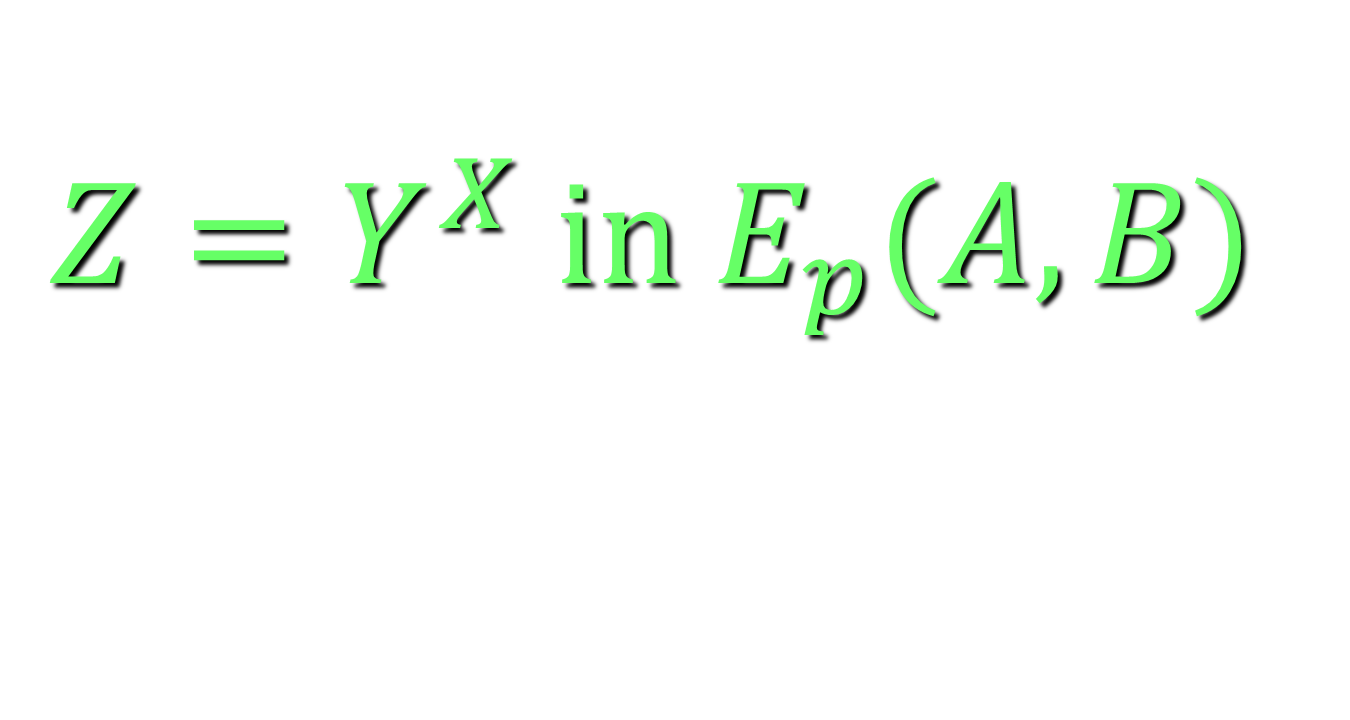 Z = Y^X in E_p(A, B)